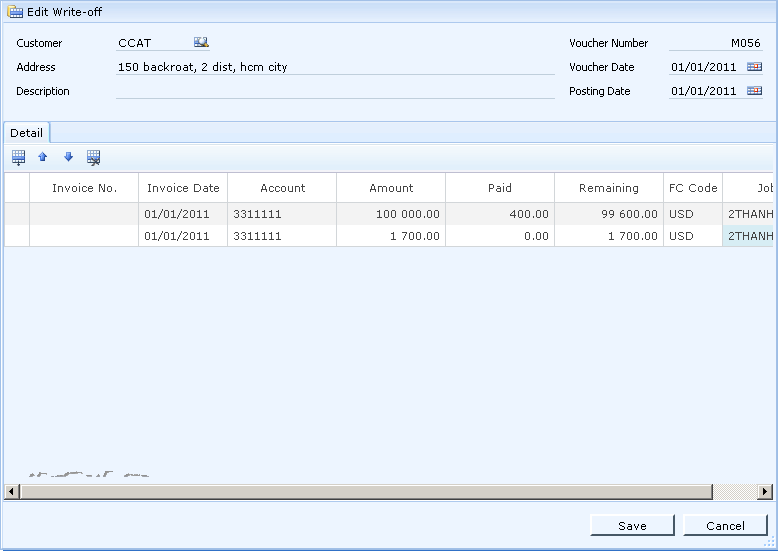 Edit Write-off
Customer CCAT Voucher Number M056
Address 150 backroat, 2 dist, hcm city Voucher Date 01/01/2011
Description Posting Date 01/01/2011
Detail
Invoice No. Invoice Date Account Amount Paid Remaining FC Code
01/01/2011 3311111 100 000.00 400.00 99 600.00 USD 2THANH
01/01/2011 3311111 1 700.00 0.00 1 700.00 USD 2THANH
Save Cancel